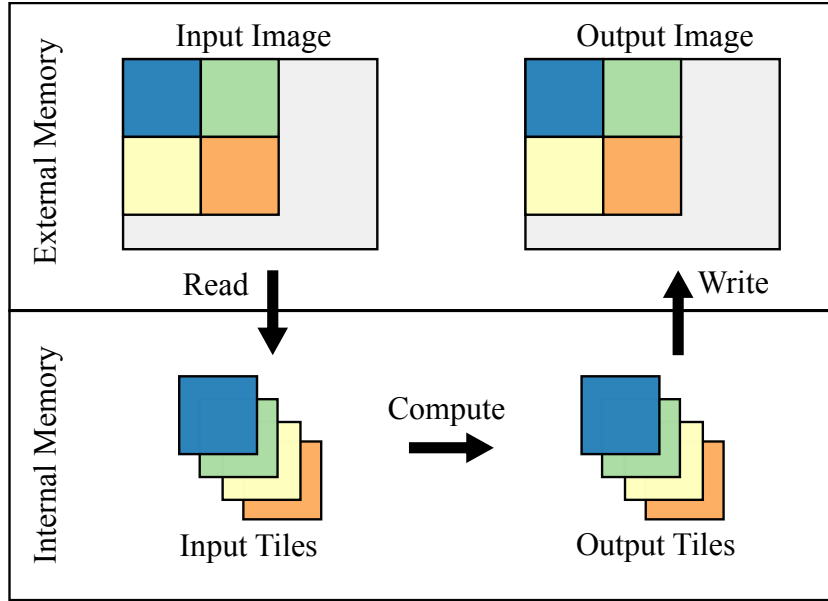 Input Image
Output Image
External Memory
Read
Write
Internal Memory
Compute
Input Tiles
Output Tiles